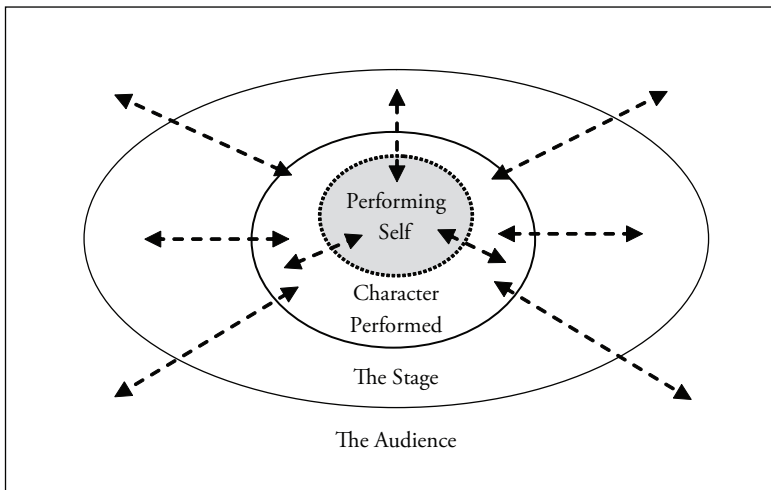 Performing
Self
Character
Performed
The Stage
The Audience